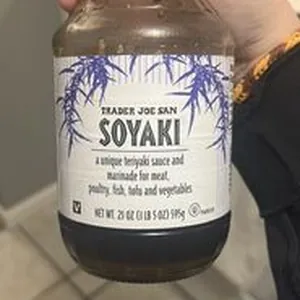 TRADER JOE SAN
SOYAKI
a unique teriyaki sauce and
marinade for meat,
poultry, fish, tofu and vegetables
V
NET WT. 21 OZ (1 LB 5 OZ) 595g